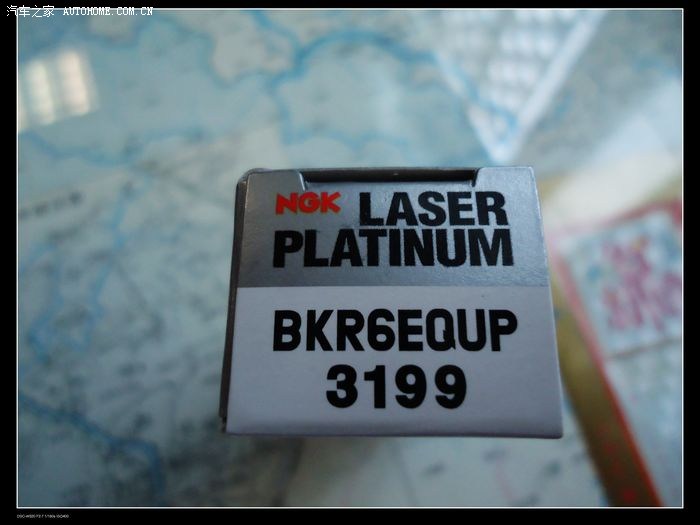 汽车之家 AUTOHOME.COM.CN
NGK LASER
PLATINUM
BKR6EQUP
3199